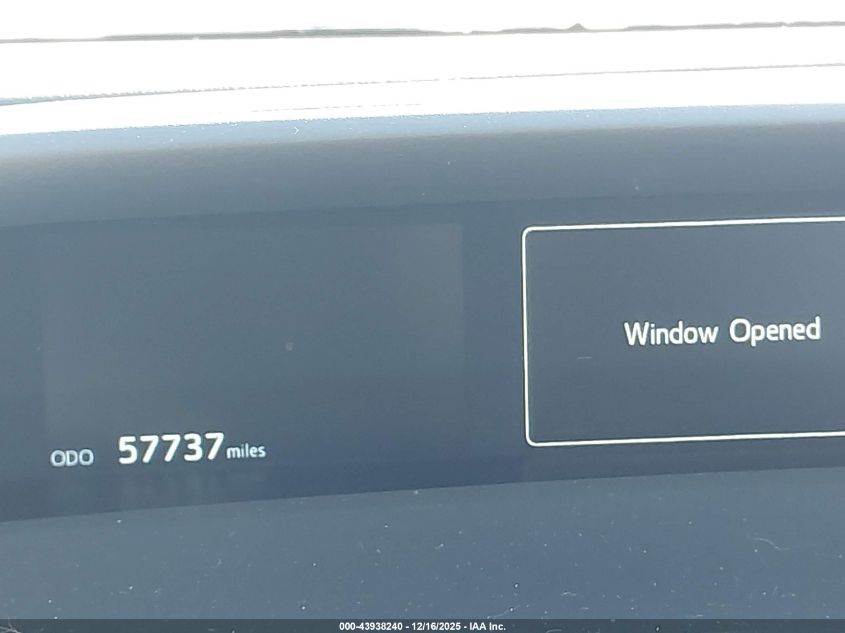 Window Opened
ODO 57737 miles
000-43938240 - 12/16/2025 - IAA Inc.